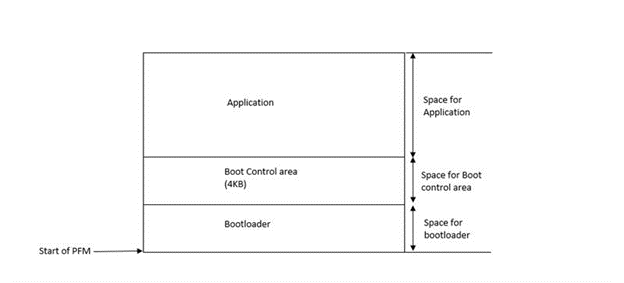 Application
Space for
Application
Boot Control area
(4KB)
Space for Boot
control area
Bootloader
Space for
bootloader
Start of PFM